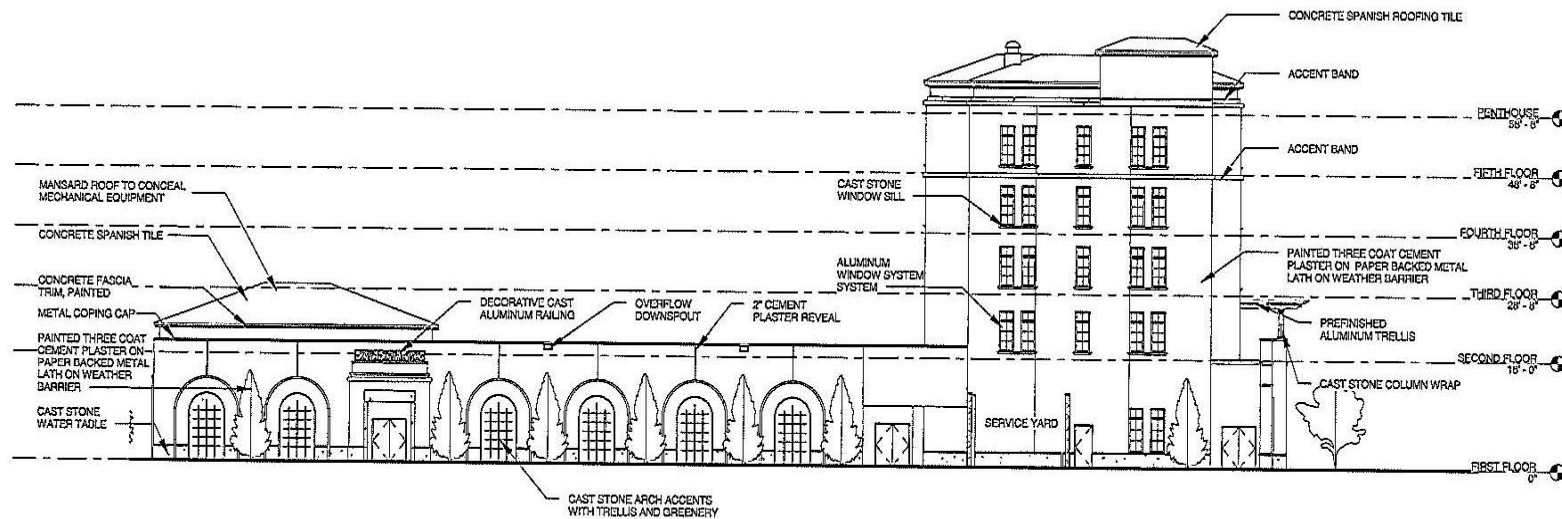 CONCRETE SPANISH ROOFING TILE
ACCENT BAND
PENTHOUSE
ACCENT BAND
FIFTH FLOOR
48' - 8"
MANSARD ROOF TO CONCEAL
MECHANICAL EQUIPMENT
CAST STONE
WINDOW SILL
CONCRETE SPANISH TILE
FOURTH FLOOR
38' - 8"
PAINTED THREE COAT CEMENT
PLASTER ON PAPER BACKED METAL
LATH ON WEATHER BARRIER
ALUMINUM
WINDOW SYSTEM
SYSTEM
CONCRETE FASCIA
TRIM, PAINTED
DECORATIVE CAST
ALUMINUM RAILING
OVERFLOW
DOWNSPOUT
2" CEMENT
PLASTER REVEAL
THIRD FLOOR
28' - 8"
METAL COPING CAP
PREFINISHED
ALUMINUM TRELLIS
PAINTED THREE COAT
CEMENT PLASTER ON
PAPER BACKED METAL
LATH ON WEATHER
BARRIER
SECOND FLOOR
CAST STONE COLUMN WRAP
CAST STONE
WATER TABLE
SERVICE YARD
FIRST FLOOR
0"
CAST STONE ARCH ACCENTS
WITH TRELLIS AND GREENERY